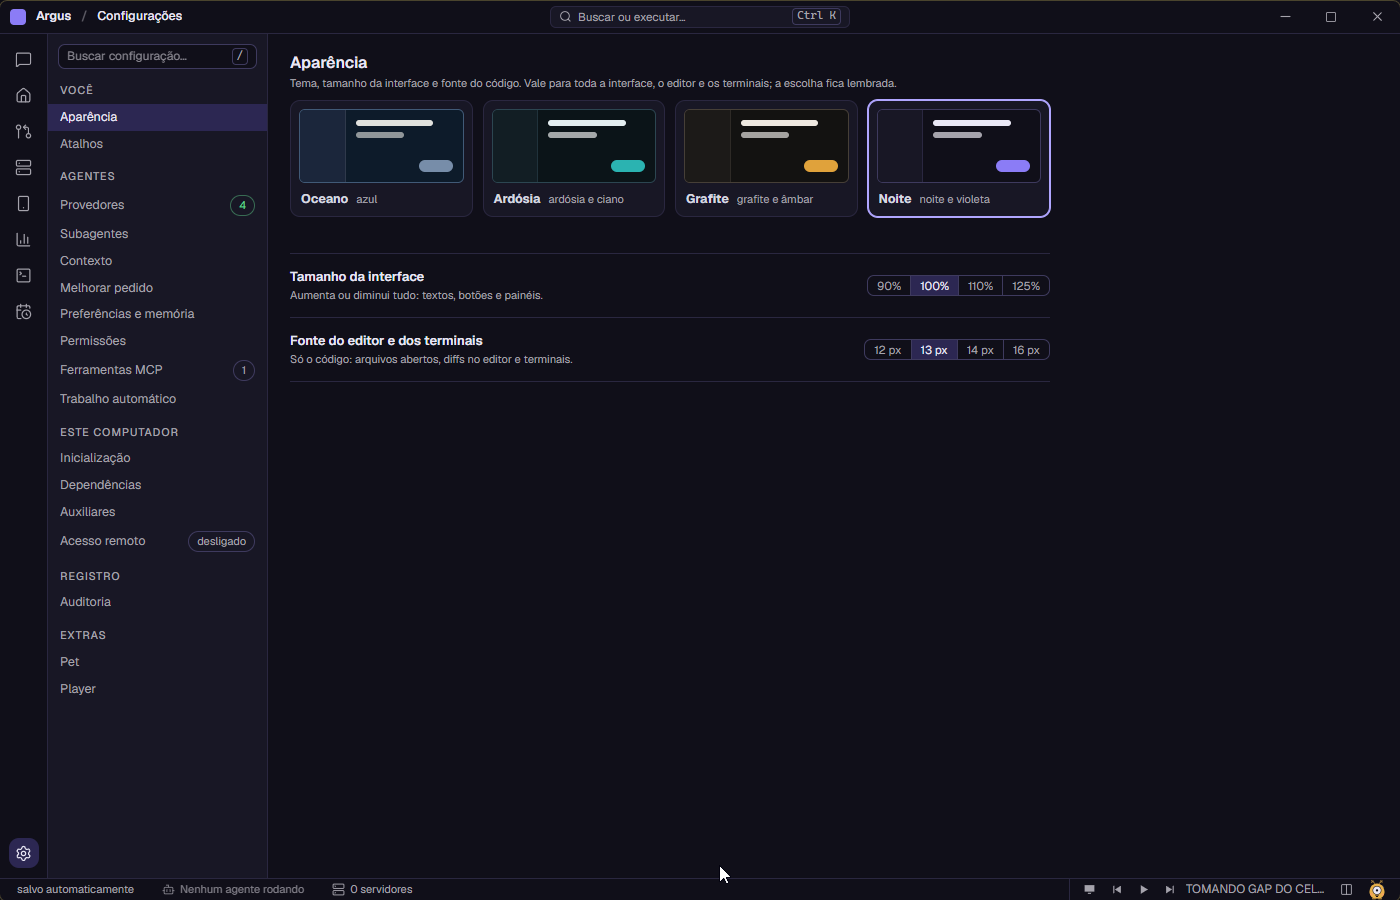 Argus / Configurações
Buscar ou executar... Ctrl K
Buscar configuração... /
VOCÊ
Aparência
Atalhos
AGENTES
Provedores 4
Subagentes
Contexto
Melhorar pedido
Preferências e memória
Permissões
Ferramentas MCP 1
Trabalho automático
ESTE COMPUTADOR
Inicialização
Dependências
Auxiliares
Acesso remoto desligado
REGISTRO
Auditoria
EXTRAS
Pet
Player
Aparência
Tema, tamanho da interface e fonte do código. Vale para toda a interface, o editor e os terminais; a escolha fica lembrada.
Oceano azul
Ardósia ardósia e ciano
Grafite grafite e âmbar
Noite noite e violeta
Tamanho da interface
Aumenta ou diminui tudo: textos, botões e painéis.
90% 100% 110% 125%
Fonte do editor e dos terminais
Só o código: arquivos abertos, diffs no editor e terminais.
12 px 13 px 14 px 16 px
salvo automaticamente
Nenhum agente rodando
0 servidores
TOMANDO GAP DO CEL...